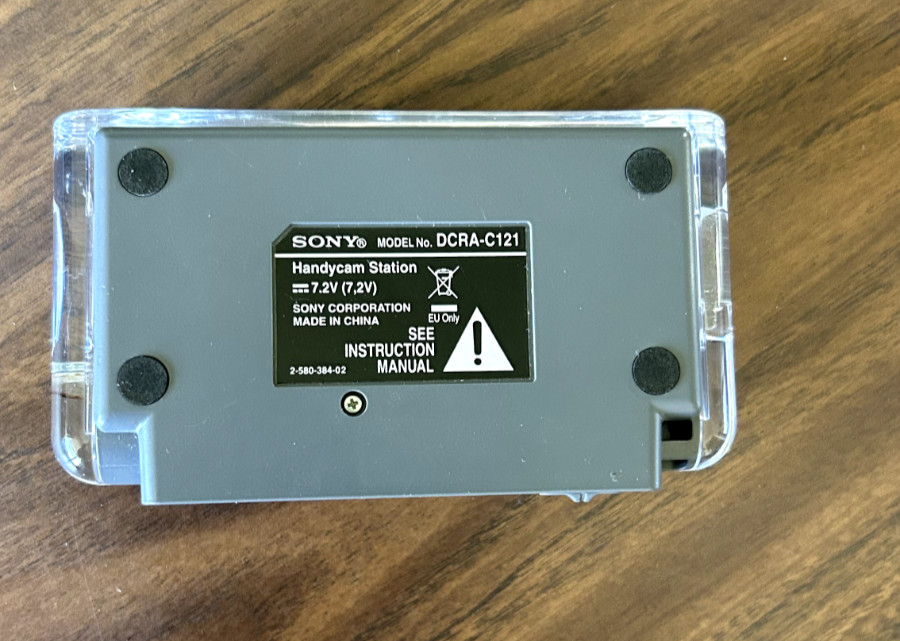 SONY® MODEL No. DCRA-C121
Handycam Station
⎓7.2V (7,2V)
SONY CORPORATION
MADE IN CHINA
EU Only
SEE
INSTRUCTION
MANUAL
2-580-384-02